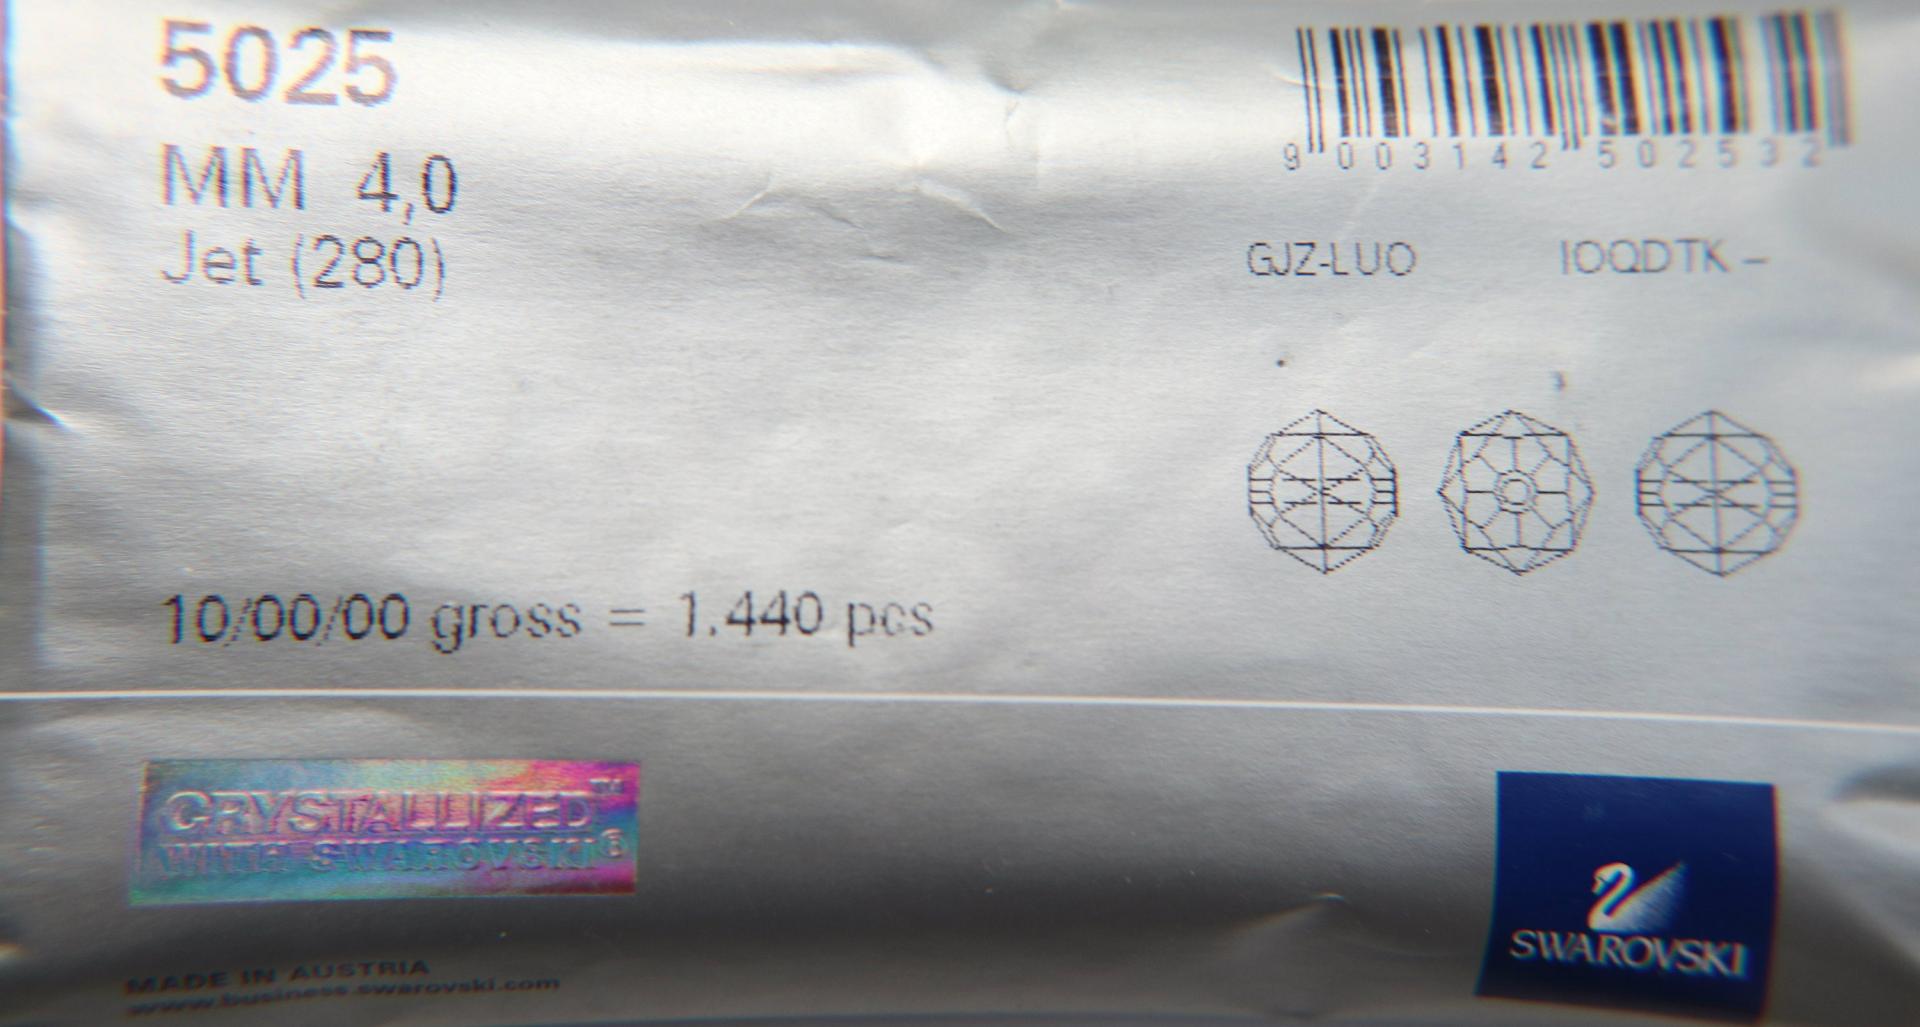 5025
9 003142 502532
MM 4,0
Jet (280)
GJZ-LUO IOQDTK –
10/00/00 gross = 1.440 pcs
CRYSTALLIZED™
WITH SWAROVSKI®
SWAROVSKI
MADE IN AUSTRIA
www.business.swarovski.com